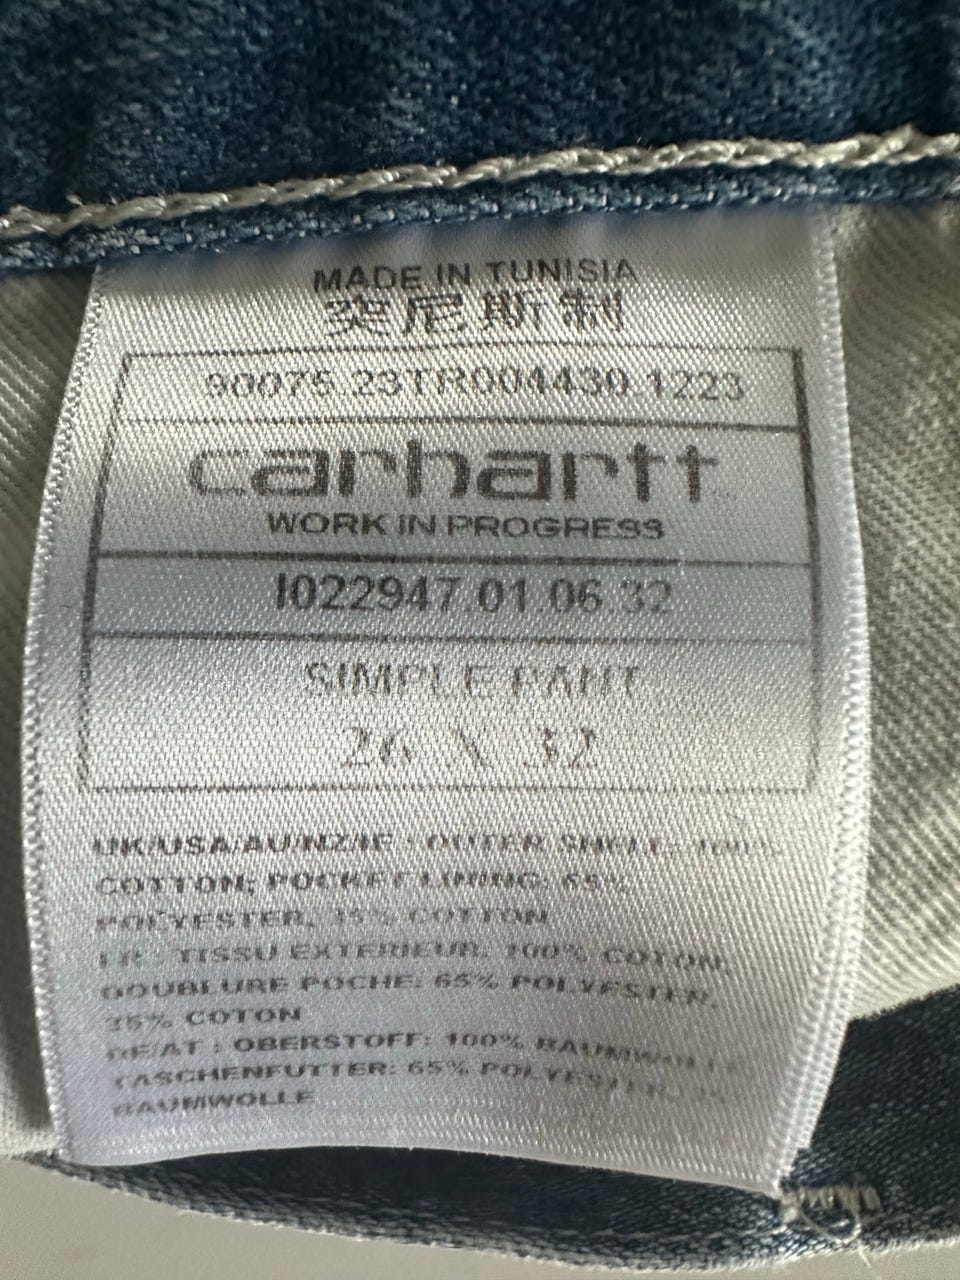 MADE IN TUNISIA
突尼斯制
90075.23TR004430.1223
carhartt
WORK IN PROGRESS
I022947.01.06.32
SIMPLE PANT
26 X 32
UK/USA/AU/NZ/IE : OUTER SHELL: 100%
COTTON; POCKET LINING: 65%
POLYESTER, 35% COTTON
FR : TISSU EXTERIEUR: 100% COTON;
DOUBLURE POCHE: 65% POLYESTER,
35% COTON
DE/AT : OBERSTOFF: 100% BAUMWOLLE
TASCHENFUTTER: 65% POLYESTER, 35%
BAUMWOLLE